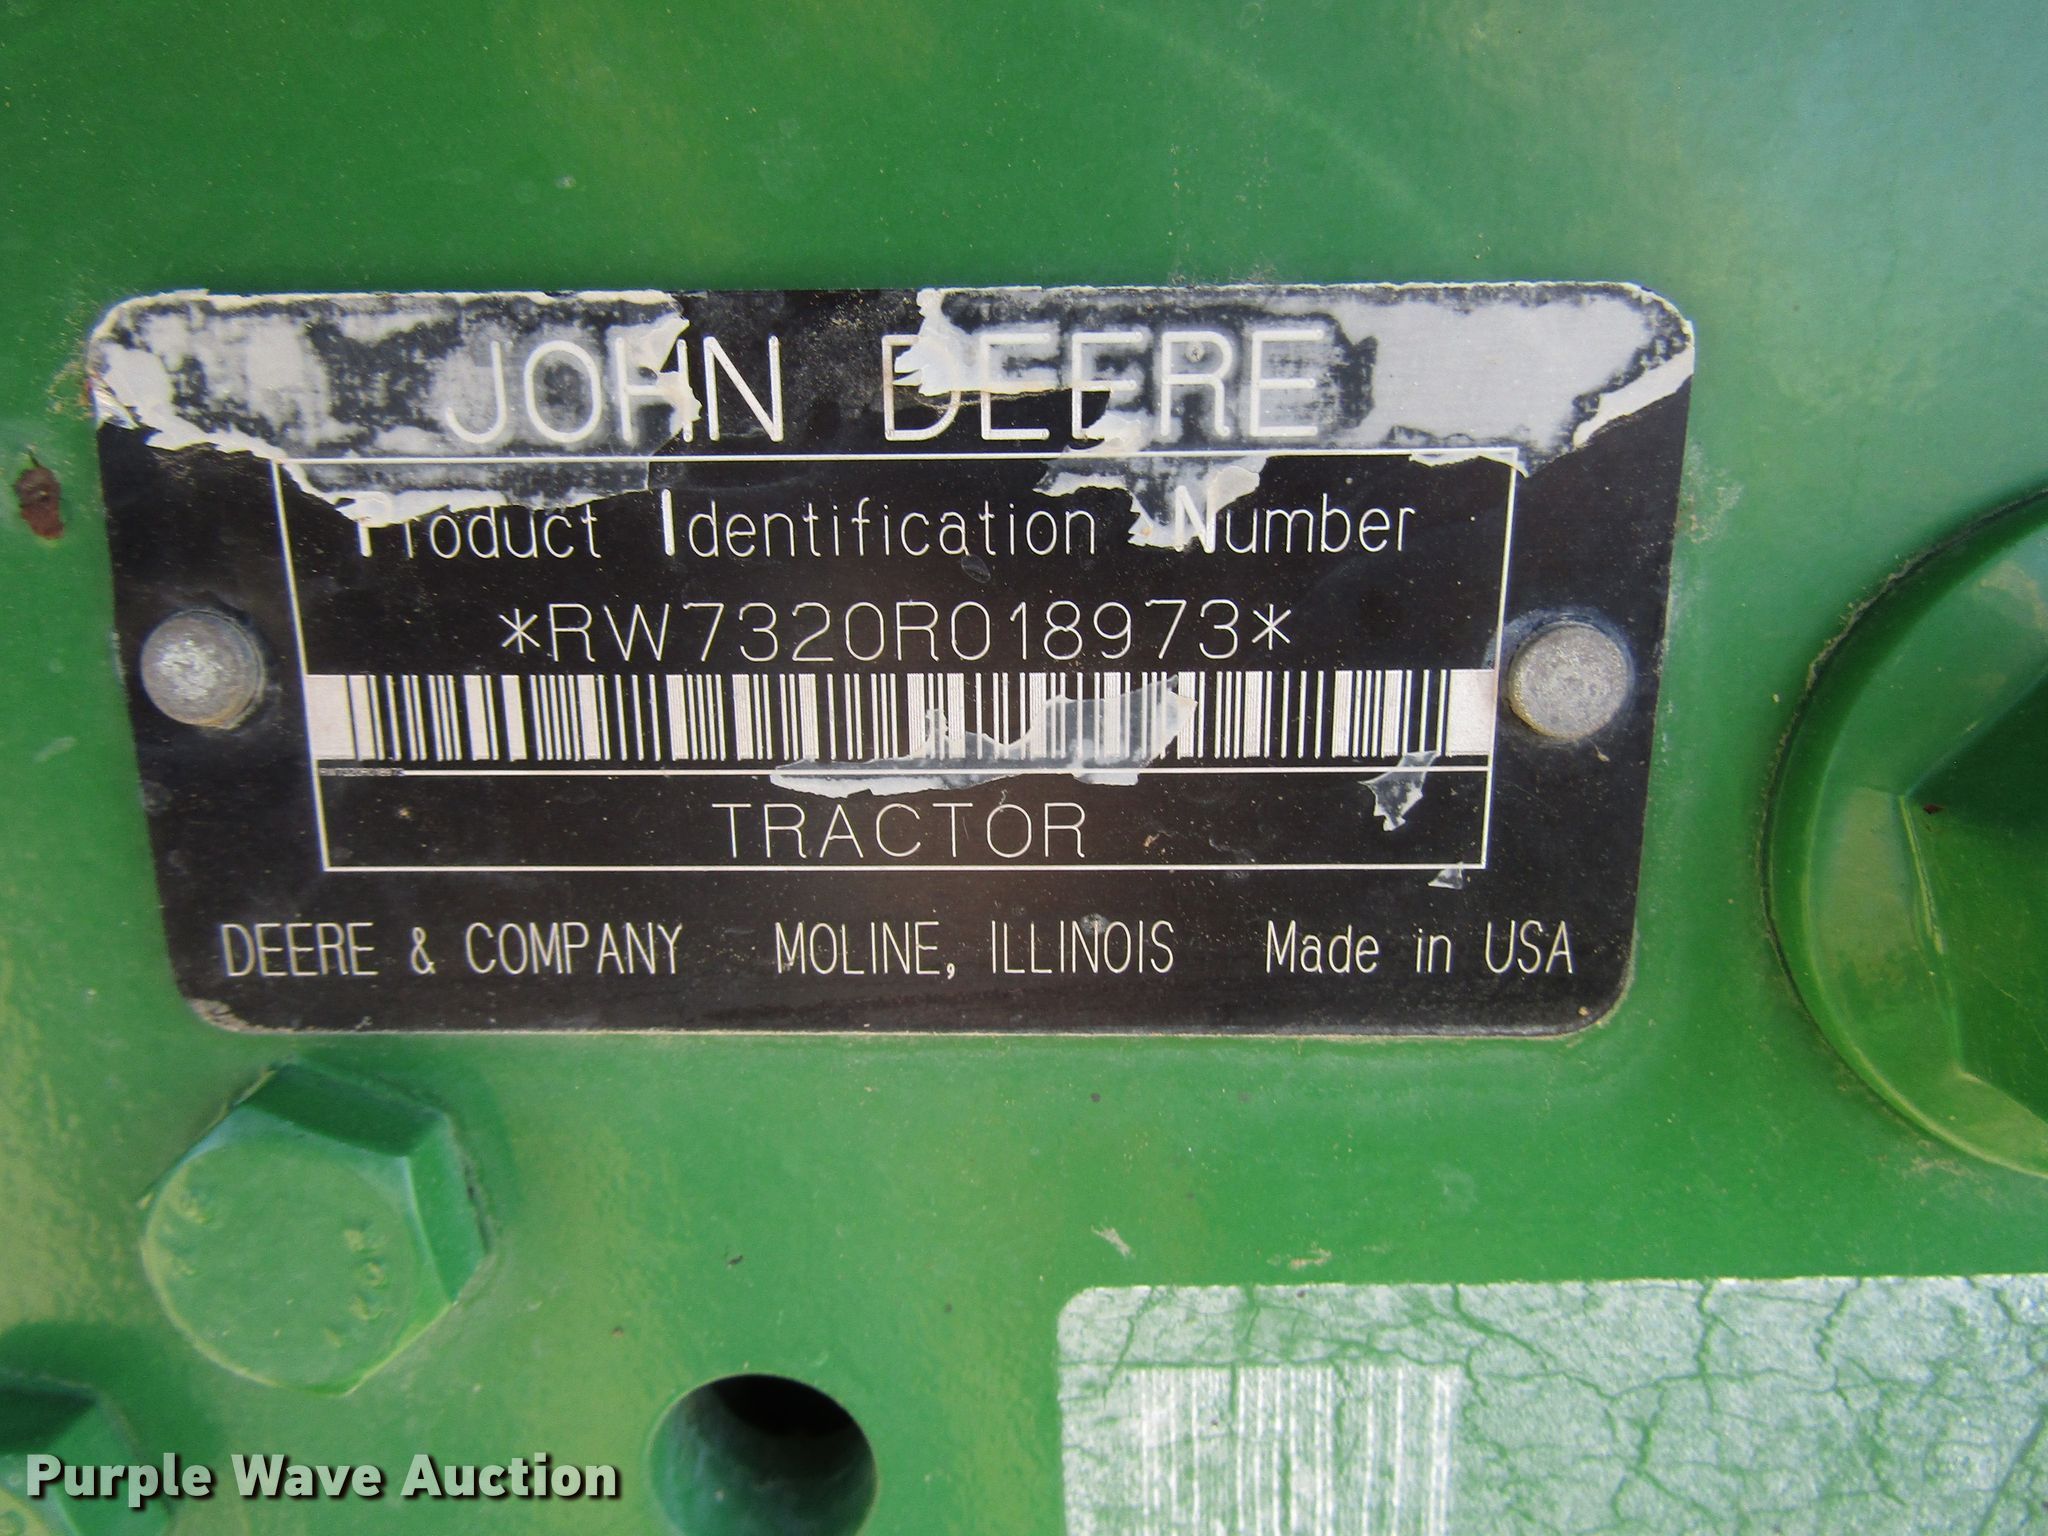 JOHN DEERE
Product Identification Number
*RW7320R018973*
TRACTOR
DEERE & COMPANY MOLINE, ILLINOIS Made in USA
Purple Wave Auction